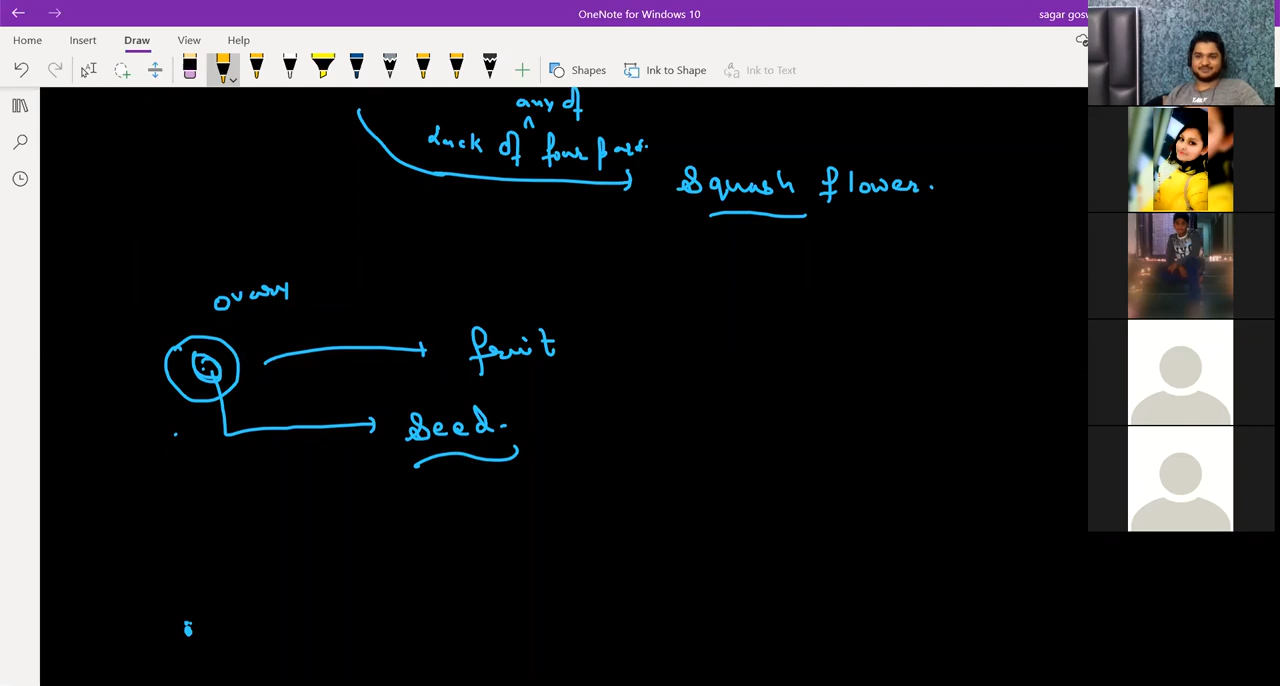 OneNote for Windows 10
sagar gos
Home Insert Draw View Help
Shapes Ink to Shape Ink to Text
any of
Lack of ^ four part.
Squash flower.
ovary
fruit
Seed.